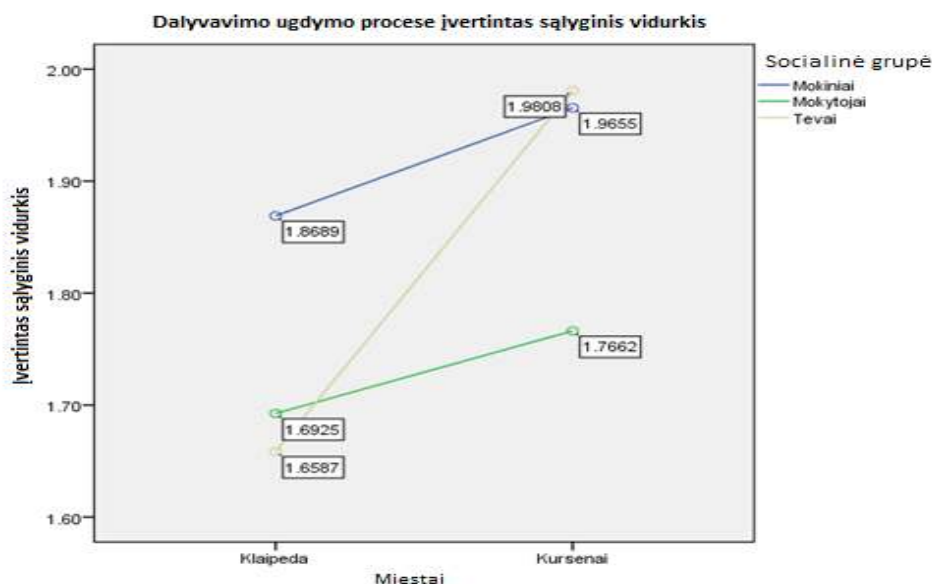 Dalyvavimo ugdymo procese įvertintas sąlyginis vidurkis
Socialinė grupė
Mokiniai
Mokytojai
Tevai
Įvertintas sąlyginis vidurkis
2.00
1.90
1.80
1.70
1.60
1.9808
1.9655
1.8689
1.7662
1.6925
1.6587
Klaipeda
Kursenai
Miestai